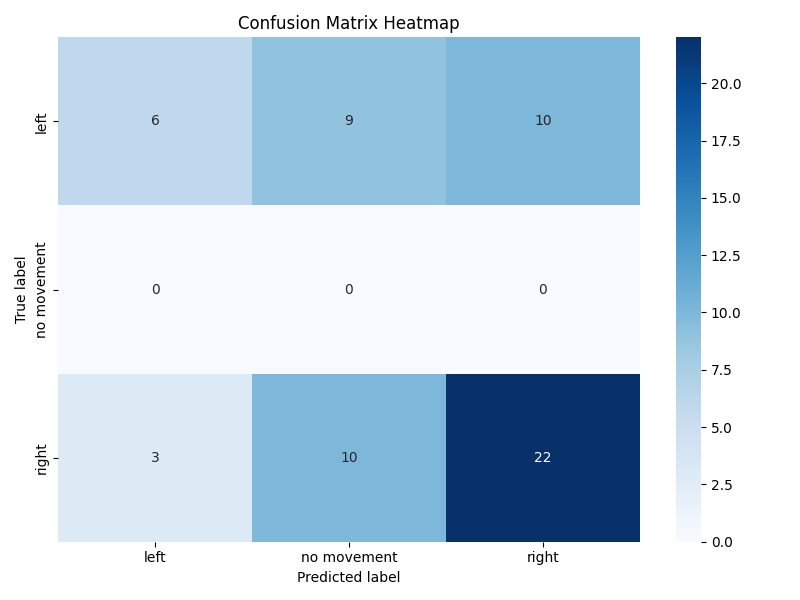 Confusion Matrix Heatmap
True label
left
no movement
right
6 9 10
0 0 0
3 10 22
left no movement right
Predicted label
20.0
17.5
15.0
12.5
10.0
7.5
5.0
2.5
0.0